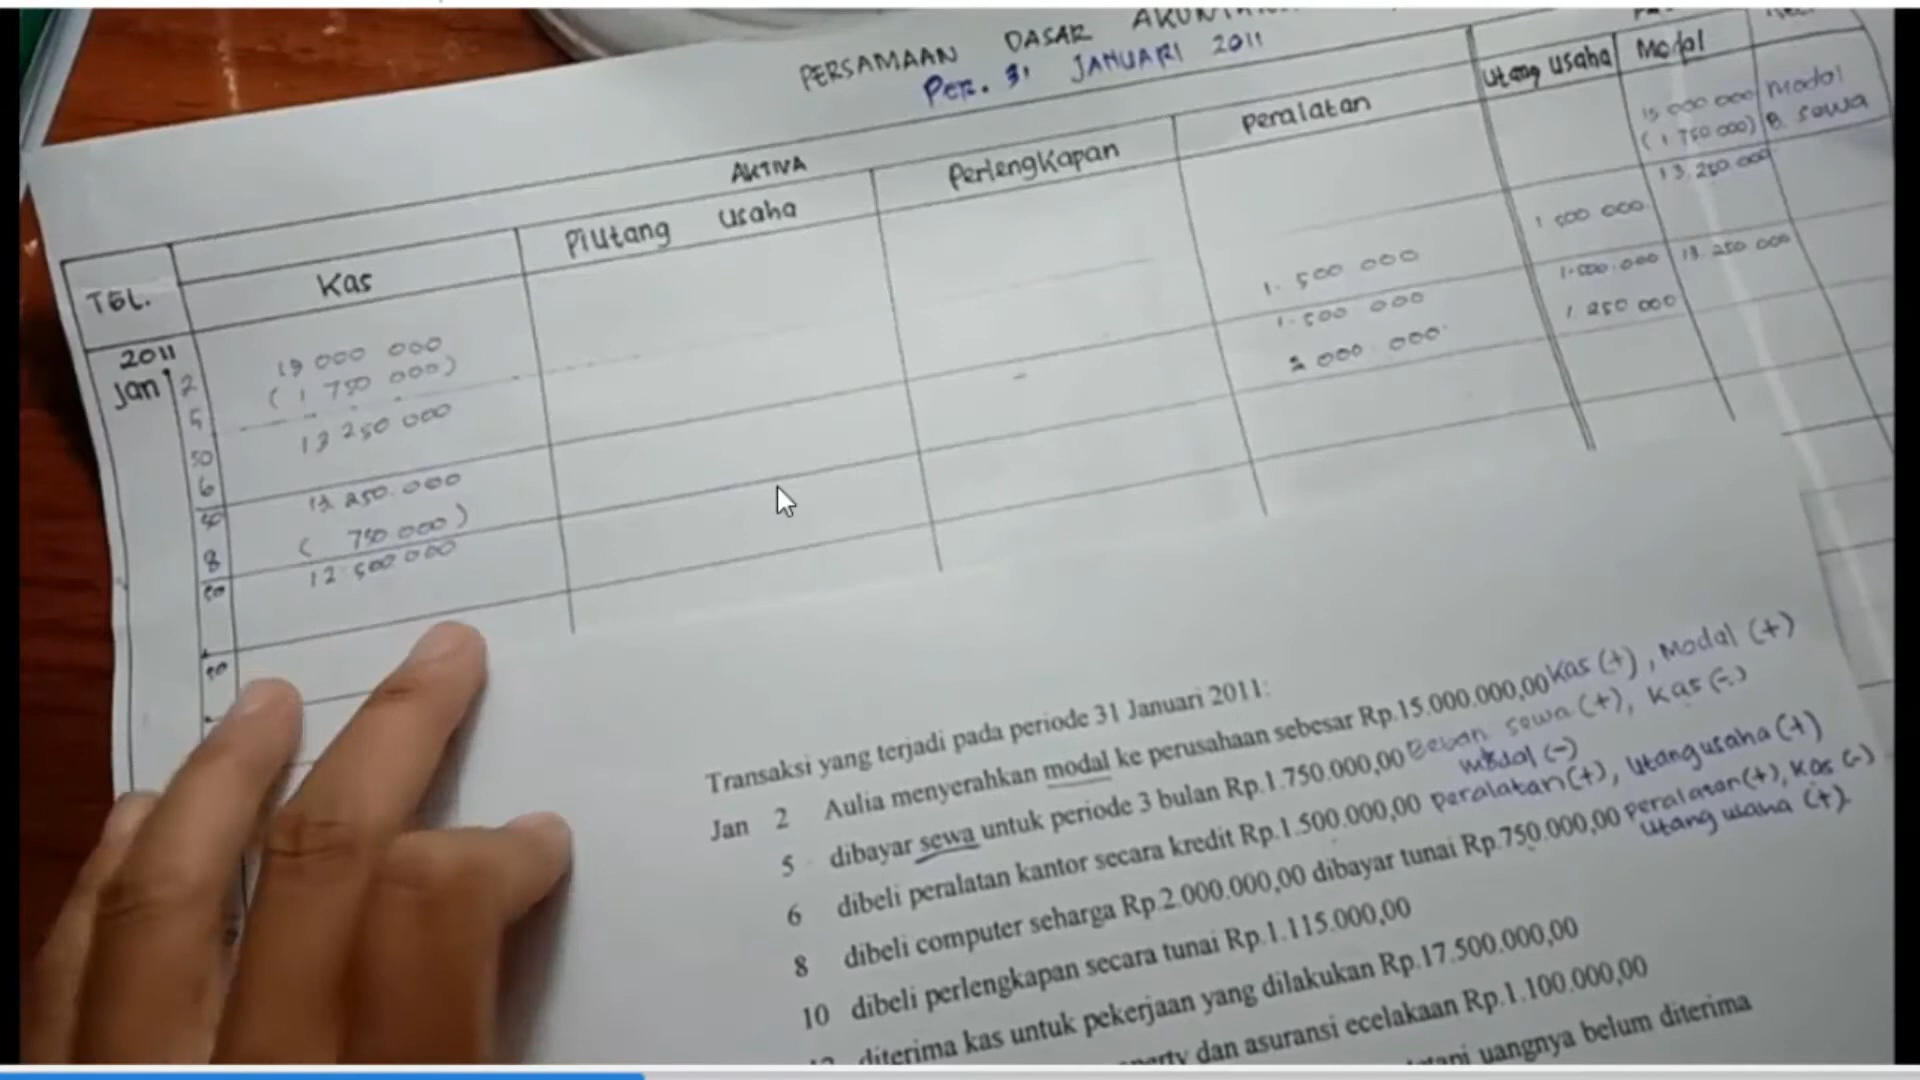 PERSAMAAN DASAR
PER. 31 JANUARI 2011
AKTIVA
TGL.
Kas
Piutang usaha
Perlengkapan
Peralatan
Utang usaha
Modal
2011
Jan 2
15 000 000
15 000 000 Modal
5
( 1 750 000)
(1 750 000) B. sewa
13 250 000
13.250 000
6
1. 500 000
1 500 000
13 250.000
1. 500 000
1.500.000
13. 250 000
8
( 750 000)
2 000 000
1 250 000
12 500 000
Transaksi yang terjadi pada periode 31 Januari 2011:
Jan 2 Aulia menyerahkan modal ke perusahaan sebesar Rp.15.000.000,00 Kas (+), Modal (+)
5 dibayar sewa untuk periode 3 bulan Rp.1.750.000,00 Beban sewa (+), Kas (-)
Modal (-)
6 dibeli peralatan kantor secara kredit Rp.1.500.000,00 Peralatan (+), Utang usaha (+)
8 dibeli computer seharga Rp.2.000.000,00 dibayar tunai Rp.750.000,00 Peralatan (+), Kas (-)
Utang usaha (+)
10 dibeli perlengkapan secara tunai Rp.1.115.000,00
diterima kas untuk pekerjaan yang dilakukan Rp.17.500.000,00
dan asuransi ecelakaan Rp.1.100.000,00
uangnya belum diterima